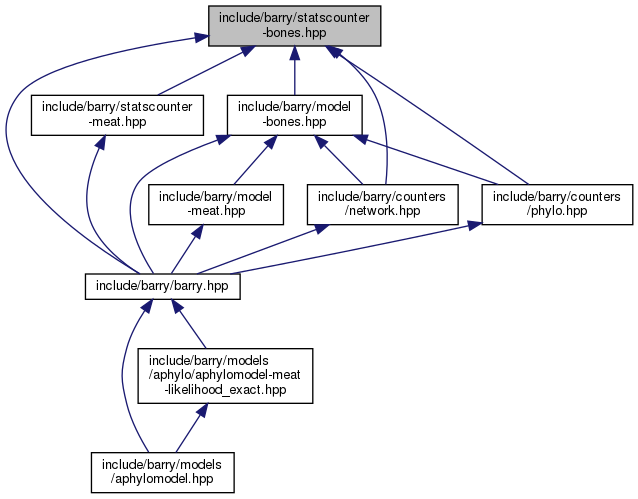 include/barry/statscounter
-bones.hpp
include/barry/statscounter
-meat.hpp
include/barry/model
-bones.hpp
include/barry/model
-meat.hpp
include/barry/counters
/network.hpp
include/barry/counters
/phylo.hpp
include/barry/barry.hpp
include/barry/models
/aphylo/aphylomodel-meat
-likelihood_exact.hpp
include/barry/models
/aphylomodel.hpp